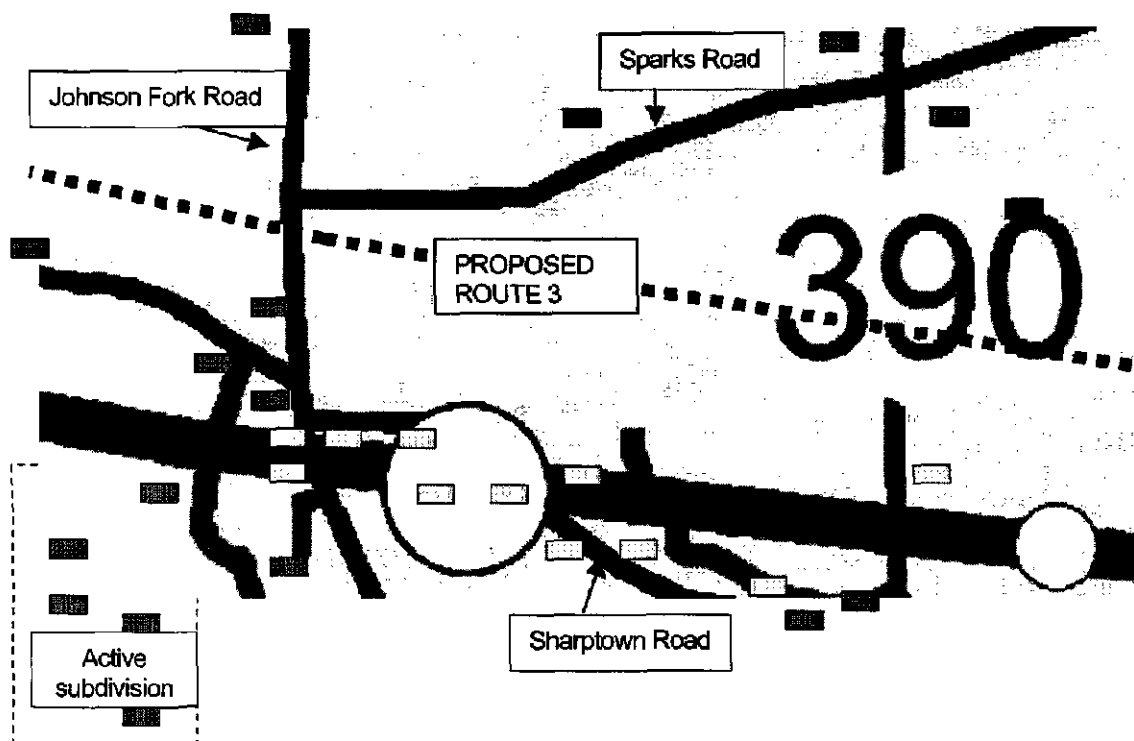 Sparks Road
Johnson Fork Road
PROPOSED
ROUTE 3
390
Sharptown Road
Active
subdivision